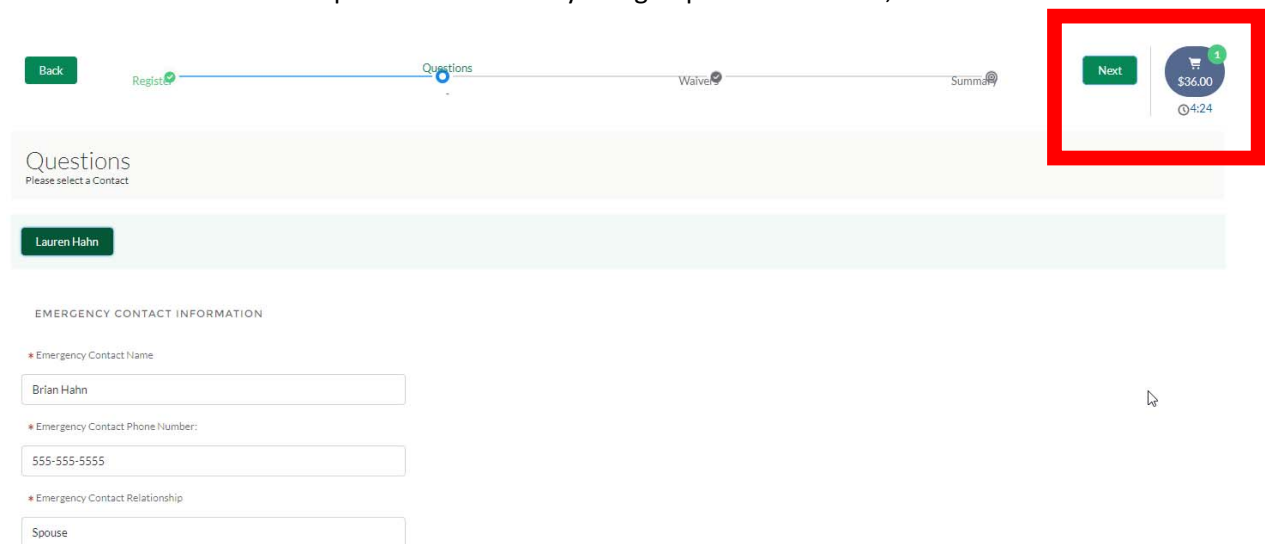 Back
Register
Questions
Waivers
Summary
Next
1
$36.00
4:24
Questions
Please select a Contact
Lauren Hahn
EMERGENCY CONTACT INFORMATION
* Emergency Contact Name
Brian Hahn
* Emergency Contact Phone Number:
555-555-5555
* Emergency Contact Relationship
Spouse